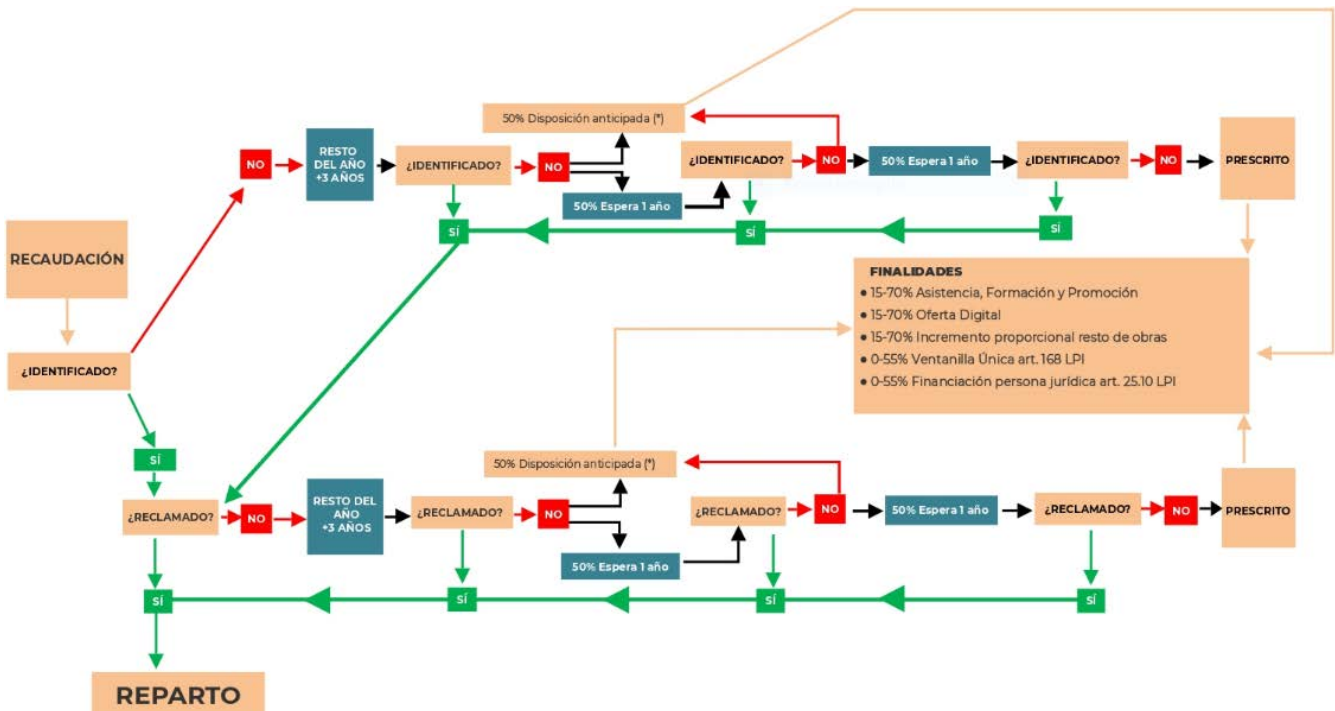 50% Disposición anticipada (*)
NO
RESTO
DEL AÑO
+3 AÑOS
¿IDENTIFICADO?
NO
50% Espera 1 año
¿IDENTIFICADO?
NO
50% Espera 1 año
¿IDENTIFICADO?
NO
PRESCRITO
SÍ
SÍ
SÍ
RECAUDACIÓN
¿IDENTIFICADO?
FINALIDADES
• 15-70% Asistencia, Formación y Promoción
• 15-70% Oferta Digital
• 15-70% Incremento proporcional resto de obras
• 0-55% Ventanilla Única art. 168 LPI
• 0-55% Financiación persona jurídica art. 25.10 LPI
SÍ
50% Disposición anticipada (*)
¿RECLAMADO?
NO
RESTO DEL
AÑO
+3 AÑOS
¿RECLAMADO?
NO
50% Espera 1 año
¿RECLAMADO?
NO
50% Espera 1 año
¿RECLAMADO?
NO
PRESCRITO
SÍ
SÍ
SÍ
SÍ
REPARTO